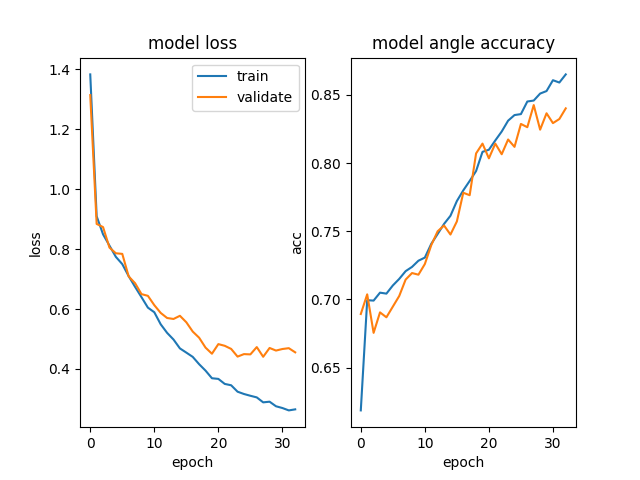 model loss
1.4
1.2
1.0
0.8
0.6
0.4
loss
0 10 20 30
epoch
train
validate
model angle accuracy
0.85
0.80
0.75
0.70
0.65
acc
0 10 20 30
epoch